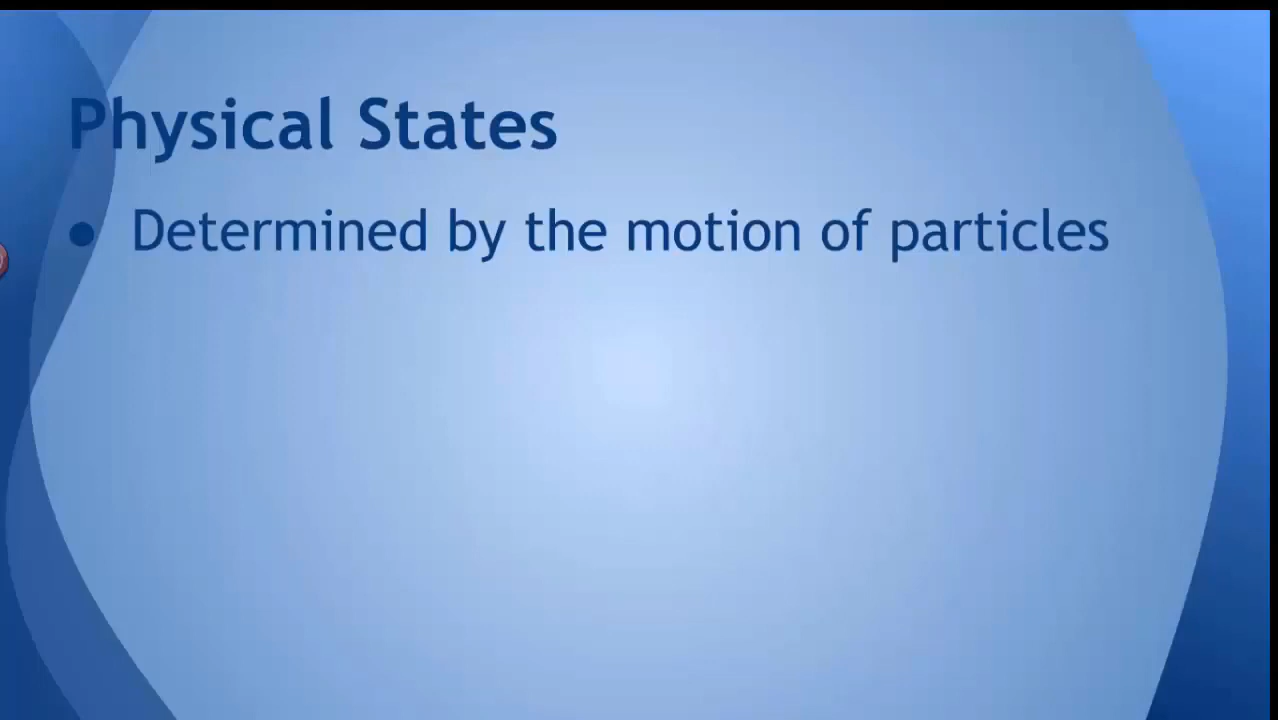 Physical States
● Determined by the motion of particles